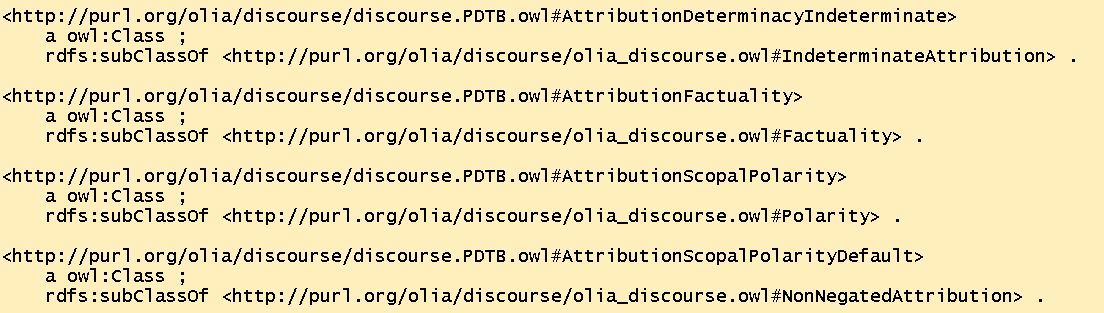 <http://purl.org/olia/discourse/discourse.PDTB.owl#AttributionDeterminacyIndeterminate>
a owl:Class ;
rdfs:subClassOf <http://purl.org/olia/discourse/olia_discourse.owl#IndeterminateAttribution> .
<http://purl.org/olia/discourse/discourse.PDTB.owl#AttributionFactuality>
a owl:Class ;
rdfs:subClassOf <http://purl.org/olia/discourse/olia_discourse.owl#Factuality> .
<http://purl.org/olia/discourse/discourse.PDTB.owl#AttributionScopalPolarity>
a owl:Class ;
rdfs:subClassOf <http://purl.org/olia/discourse/olia_discourse.owl#Polarity> .
<http://purl.org/olia/discourse/discourse.PDTB.owl#AttributionScopalPolarityDefault>
a owl:Class ;
rdfs:subClassOf <http://purl.org/olia/discourse/olia_discourse.owl#NonNegatedAttribution> .